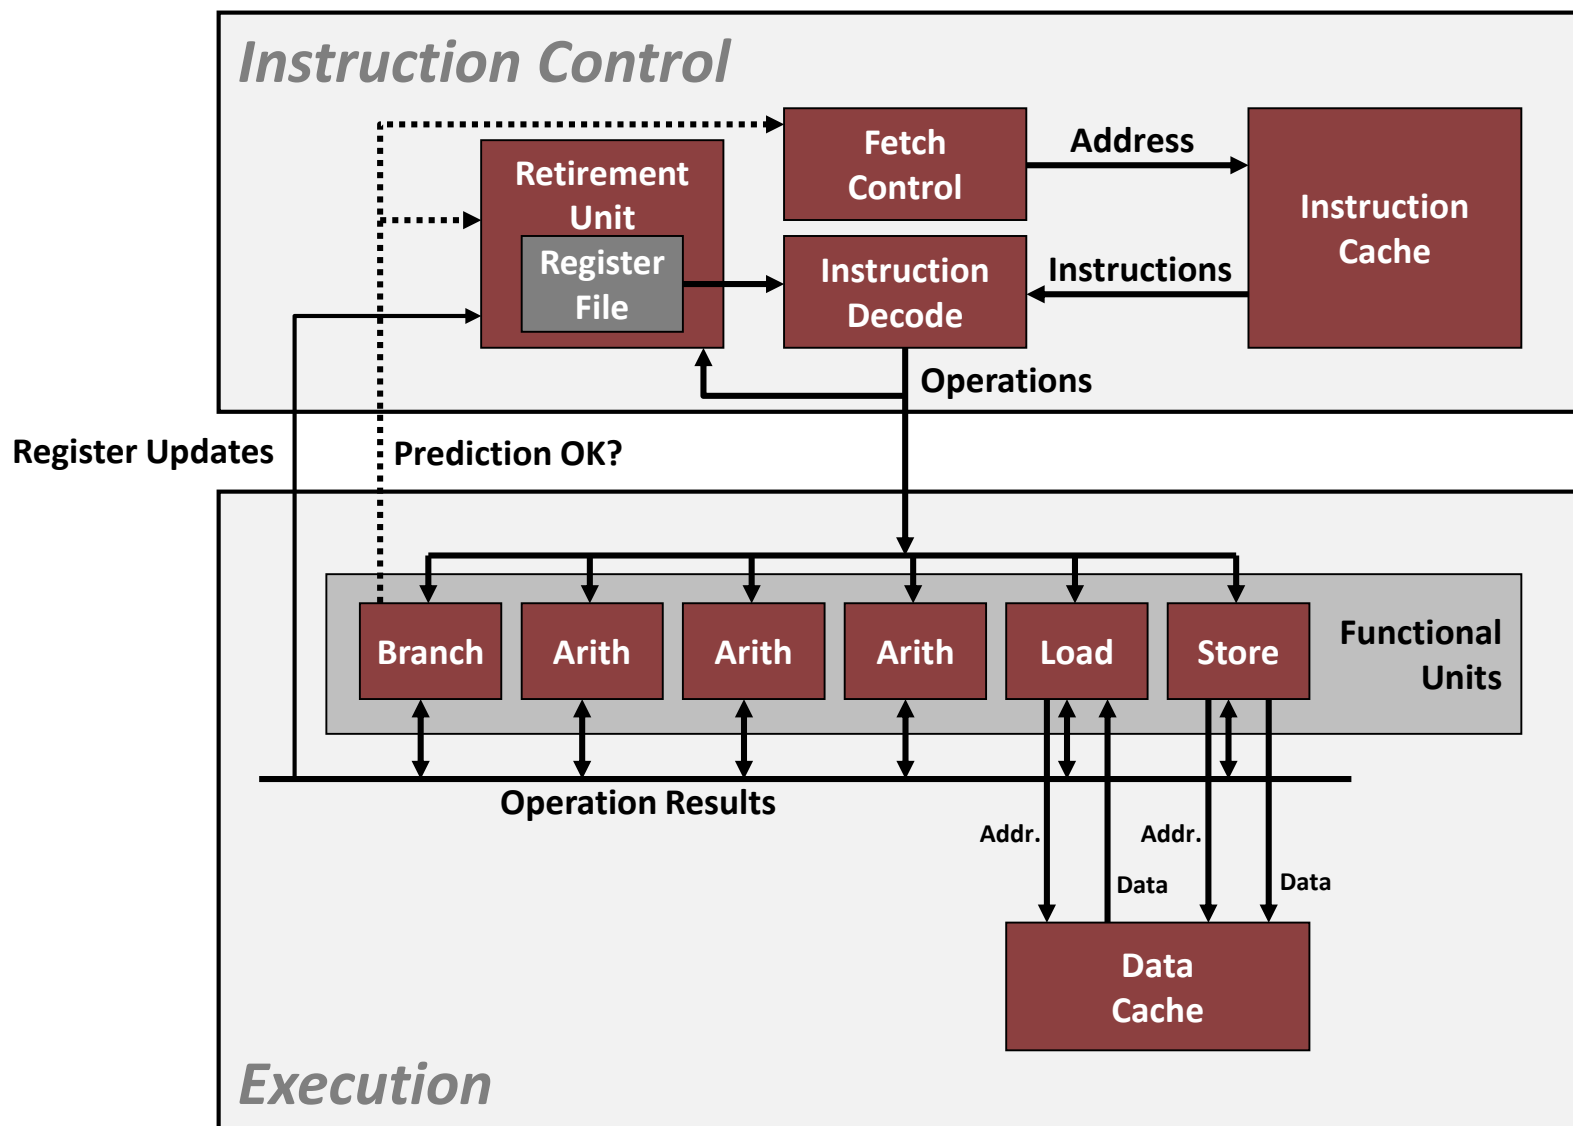 Instruction Control
Fetch
Control
Address
Instruction
Cache
Retirement
Unit
Register
File
Instruction
Decode
Instructions
Operations
Register Updates
Prediction OK?
Branch
Arith
Arith
Arith
Load
Store
Functional
Units
Operation Results
Addr.
Addr.
Data
Data
Data
Cache
Execution